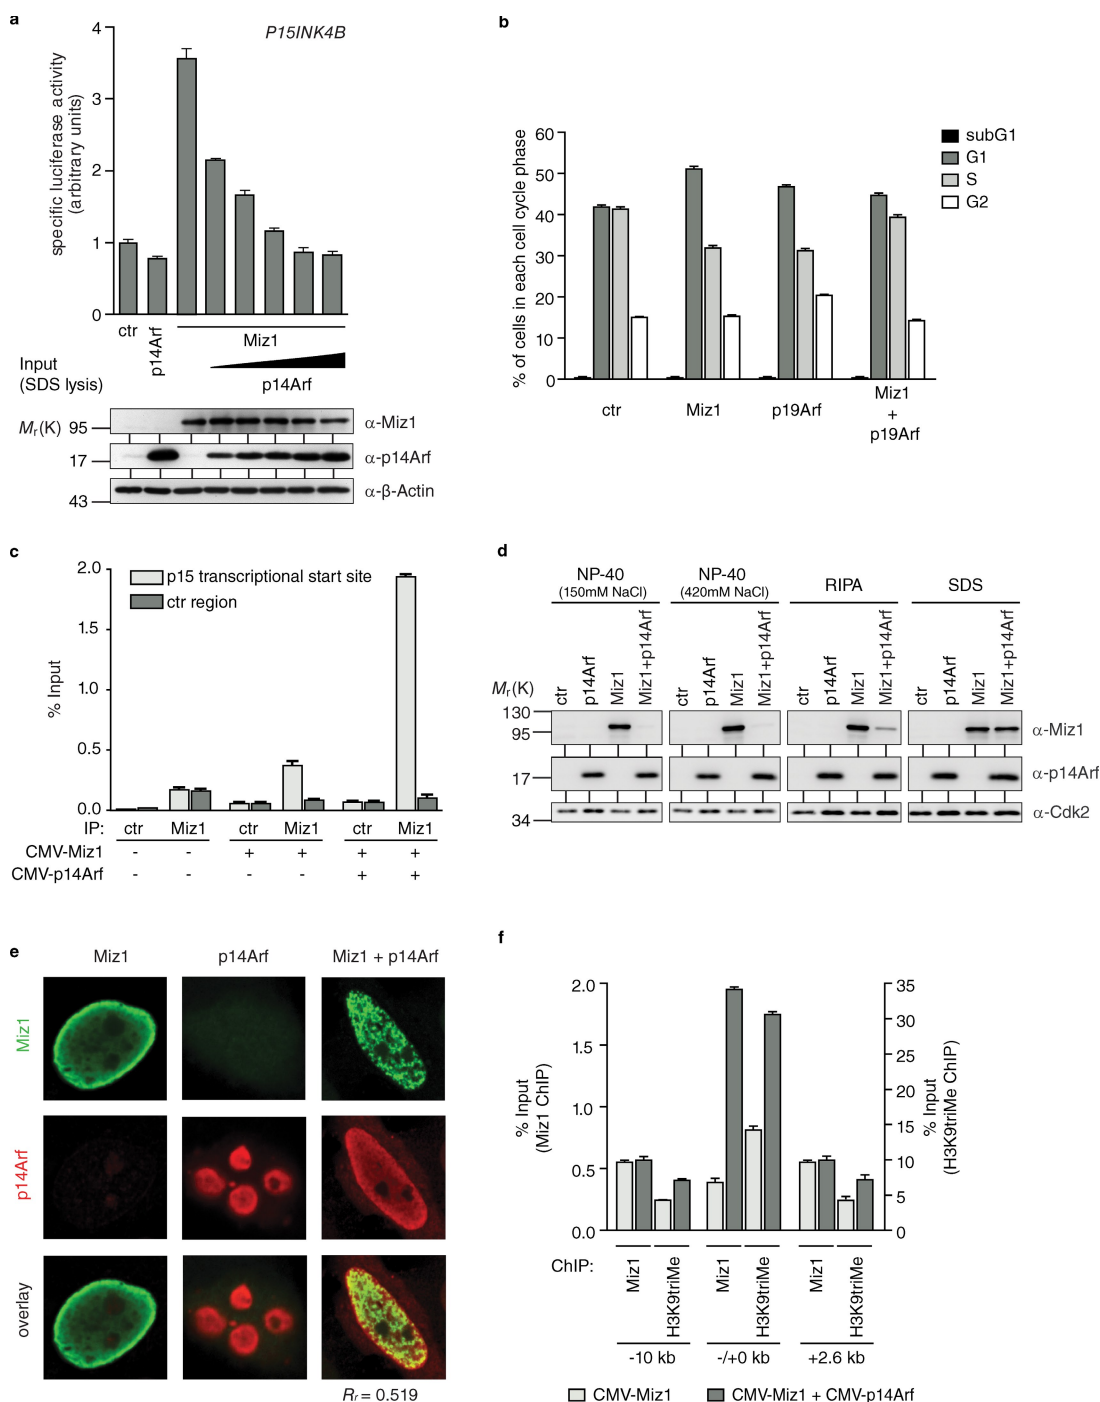 a
P15INK4B
specific luciferase activity
(arbitrary units)
4
3
2
1
0
ctr
p14Arf
Miz1
Input
(SDS lysis)
p14Arf
Mr(K)
95
α-Miz1
17
α-p14Arf
43
α-β-Actin
b
% of cells in each cell cycle phase
60
50
40
30
20
10
0
subG1
G1
S
G2
ctr
Miz1
p19Arf
Miz1
+
p19Arf
c
% Input
2.0
1.5
1.0
0.5
0.0
p15 transcriptional start site
ctr region
IP: ctr Miz1 ctr Miz1 ctr Miz1
CMV-Miz1 - - + + + +
CMV-p14Arf - - - - + +
d
NP-40 NP-40 RIPA SDS
(150mM NaCl) (420mM NaCl)
ctr p14Arf Miz1 Miz1+p14Arf ctr p14Arf Miz1 Miz1+p14Arf ctr p14Arf Miz1 Miz1+p14Arf ctr p14Arf Miz1 Miz1+p14Arf
Mr(K)
130
95
α-Miz1
17
α-p14Arf
34
α-Cdk2
e
Miz1 p14Arf Miz1 + p14Arf
Miz1
p14Arf
overlay
Rr = 0.519
f
% Input
(Miz1 ChIP)
2.0
1.5
1.0
0.5
0.0
35
30
25
20
15
10
5
0
% Input
(H3K9triMe ChIP)
ChIP:
Miz1 H3K9triMe Miz1 H3K9triMe Miz1 H3K9triMe
-10 kb -/+0 kb +2.6 kb
CMV-Miz1 CMV-Miz1 + CMV-p14Arf